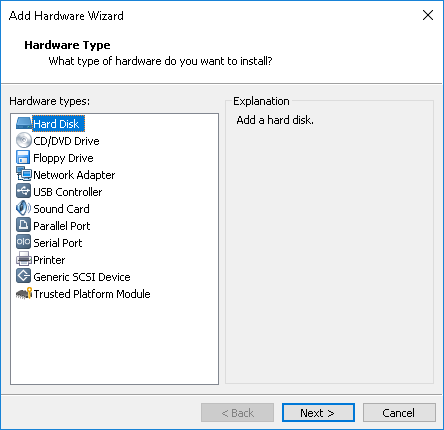 Add Hardware Wizard
Hardware Type
What type of hardware do you want to install?
Hardware types:
Hard Disk
CD/DVD Drive
Floppy Drive
Network Adapter
USB Controller
Sound Card
Parallel Port
Serial Port
Printer
Generic SCSI Device
Trusted Platform Module
Explanation
Add a hard disk.
< Back
Next >
Cancel